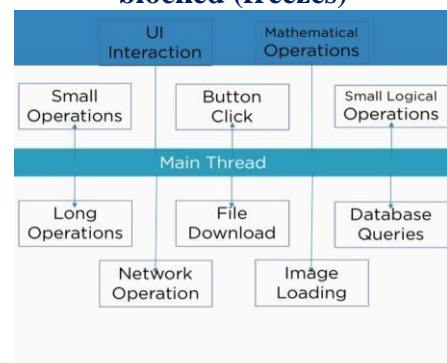 blocked (freezes)
UI
Interaction
Mathematical
Operations
Small
Operations
Button
Click
Small Logical
Operations
Main Thread
Long
Operations
File
Download
Database
Queries
Network
Operation
Image
Loading